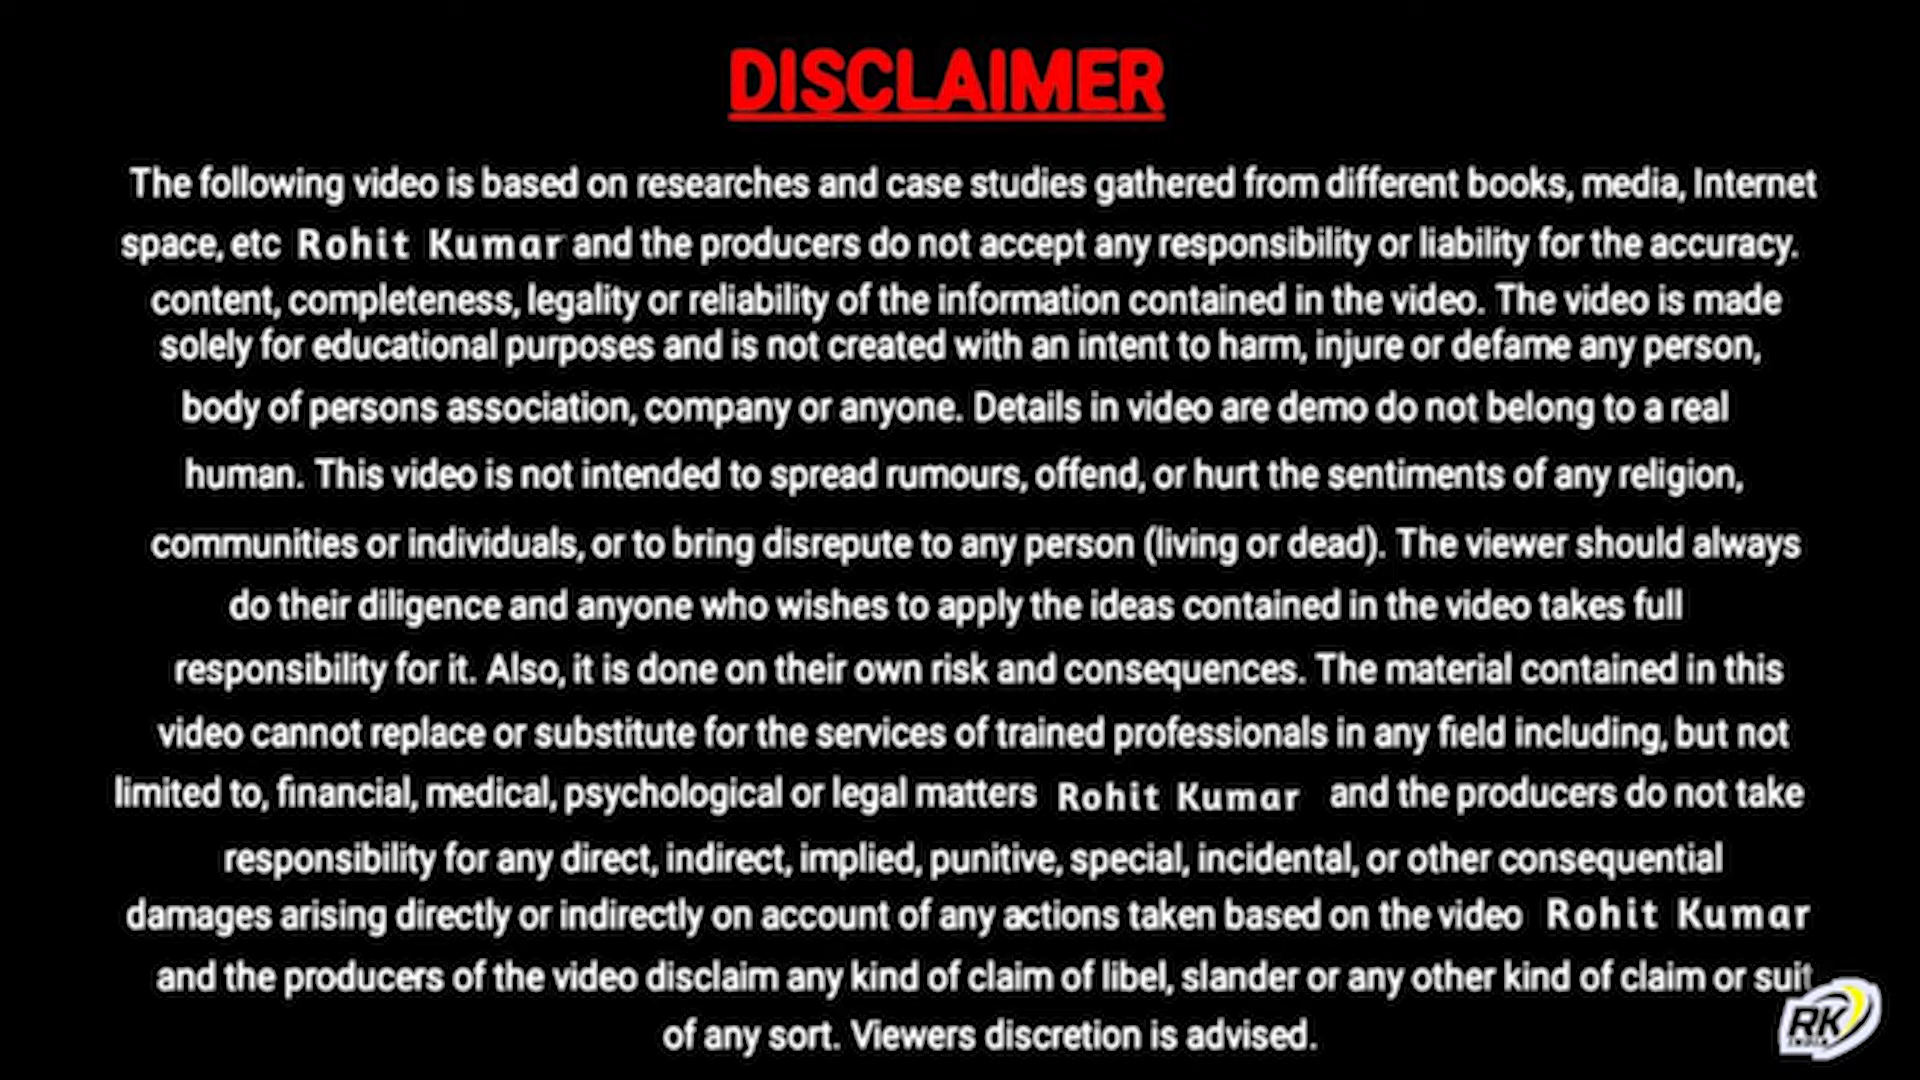 DISCLAIMER
The following video is based on researches and case studies gathered from different books, media, Internet
space, etc Rohit Kumar and the producers do not accept any responsibility or liability for the accuracy.
content, completeness, legality or reliability of the information contained in the video. The video is made
solely for educational purposes and is not created with an intent to harm, injure or defame any person,
body of persons association, company or anyone. Details in video are demo do not belong to a real
human. This video is not intended to spread rumours, offend, or hurt the sentiments of any religion,
communities or individuals, or to bring disrepute to any person (living or dead). The viewer should always
do their diligence and anyone who wishes to apply the ideas contained in the video takes full
responsibility for it. Also, it is done on their own risk and consequences. The material contained in this
video cannot replace or substitute for the services of trained professionals in any field including, but not
limited to, financial, medical, psychological or legal matters Rohit Kumar and the producers do not take
responsibility for any direct, indirect, implied, punitive, special, incidental, or other consequential
damages arising directly or indirectly on account of any actions taken based on the video Rohit Kumar
and the producers of the video disclaim any kind of claim of libel, slander or any other kind of claim or suit
of any sort. Viewers discretion is advised.
RK